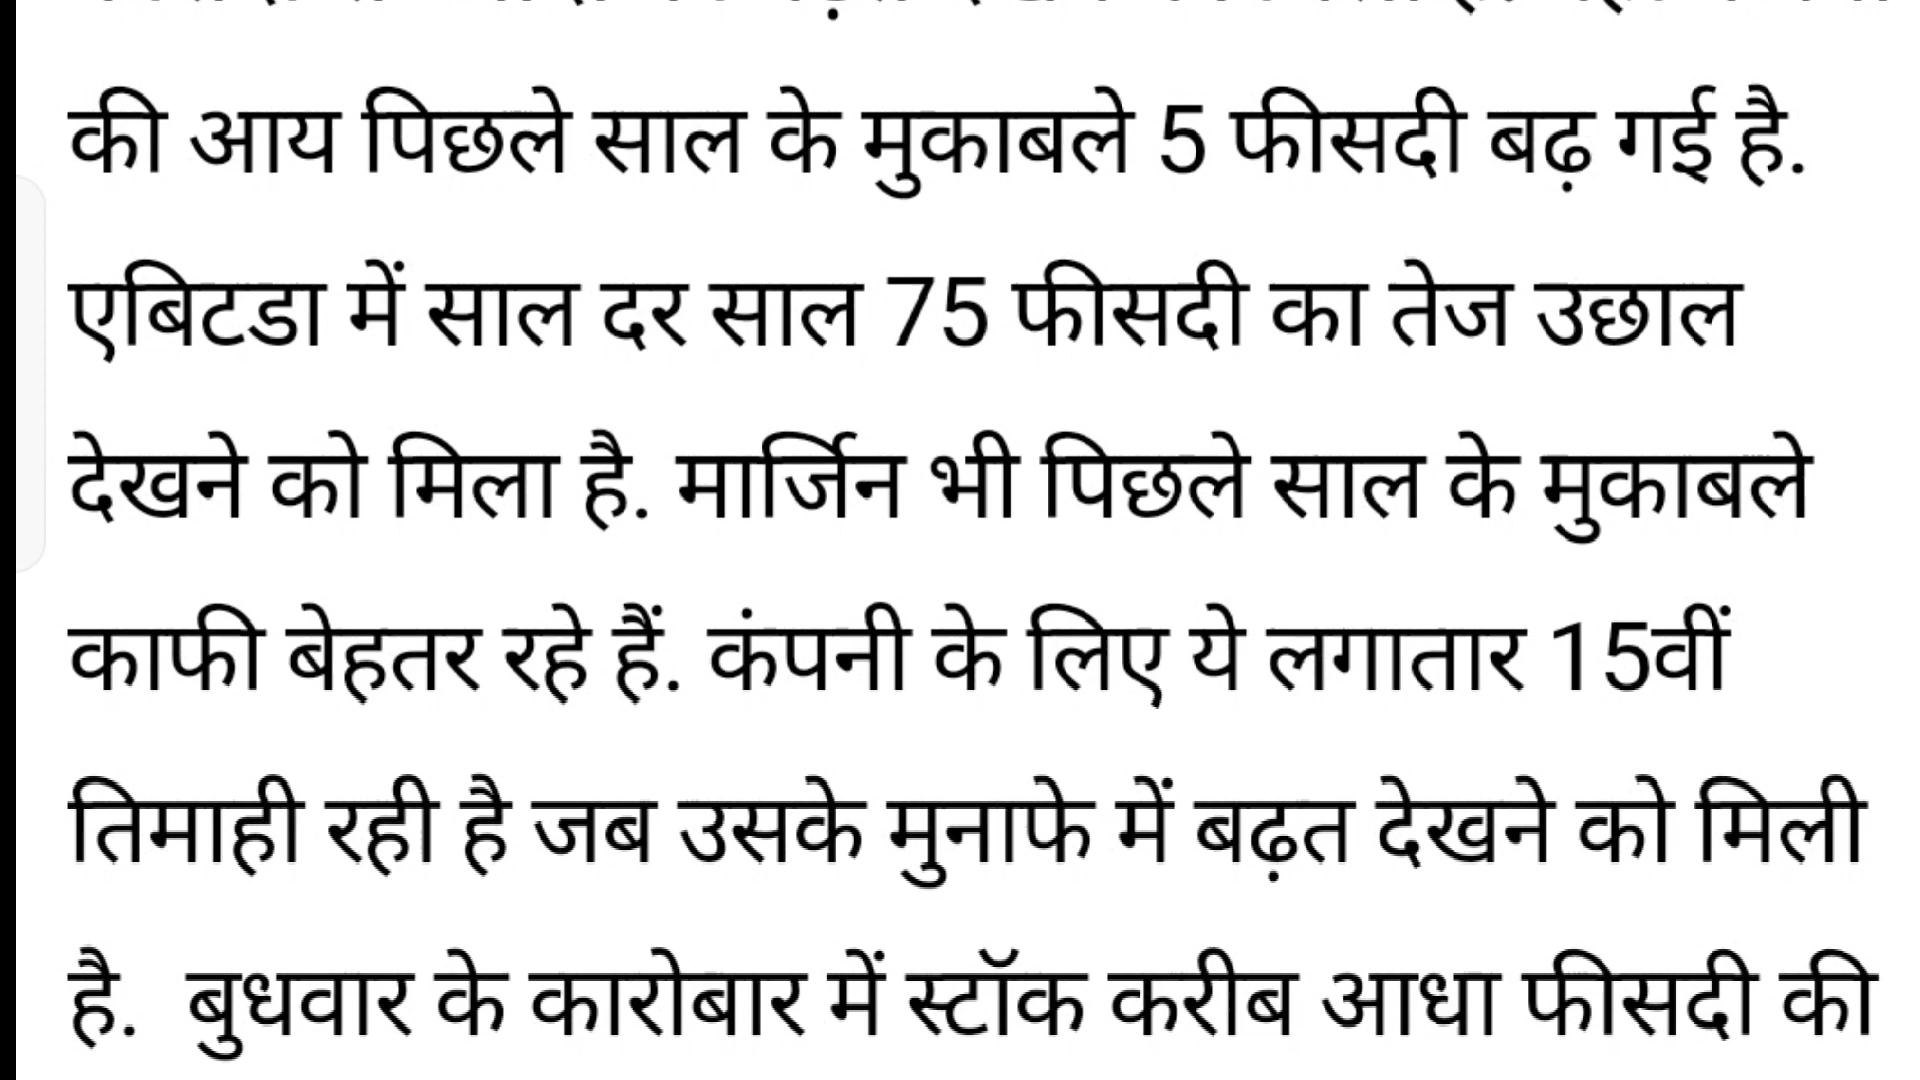 की आय पिछले साल के मुकाबले 5 फीसदी बढ़ गई है.
एबिटडा में साल दर साल 75 फीसदी का तेज उछाल
देखने को मिला है. मार्जिन भी पिछले साल के मुकाबले
काफी बेहतर रहे हैं. कंपनी के लिए ये लगातार 15वीं
तिमाही रही है जब उसके मुनाफे में बढ़त देखने को मिली
है. बुधवार के कारोबार में स्टॉक करीब आधा फीसदी की